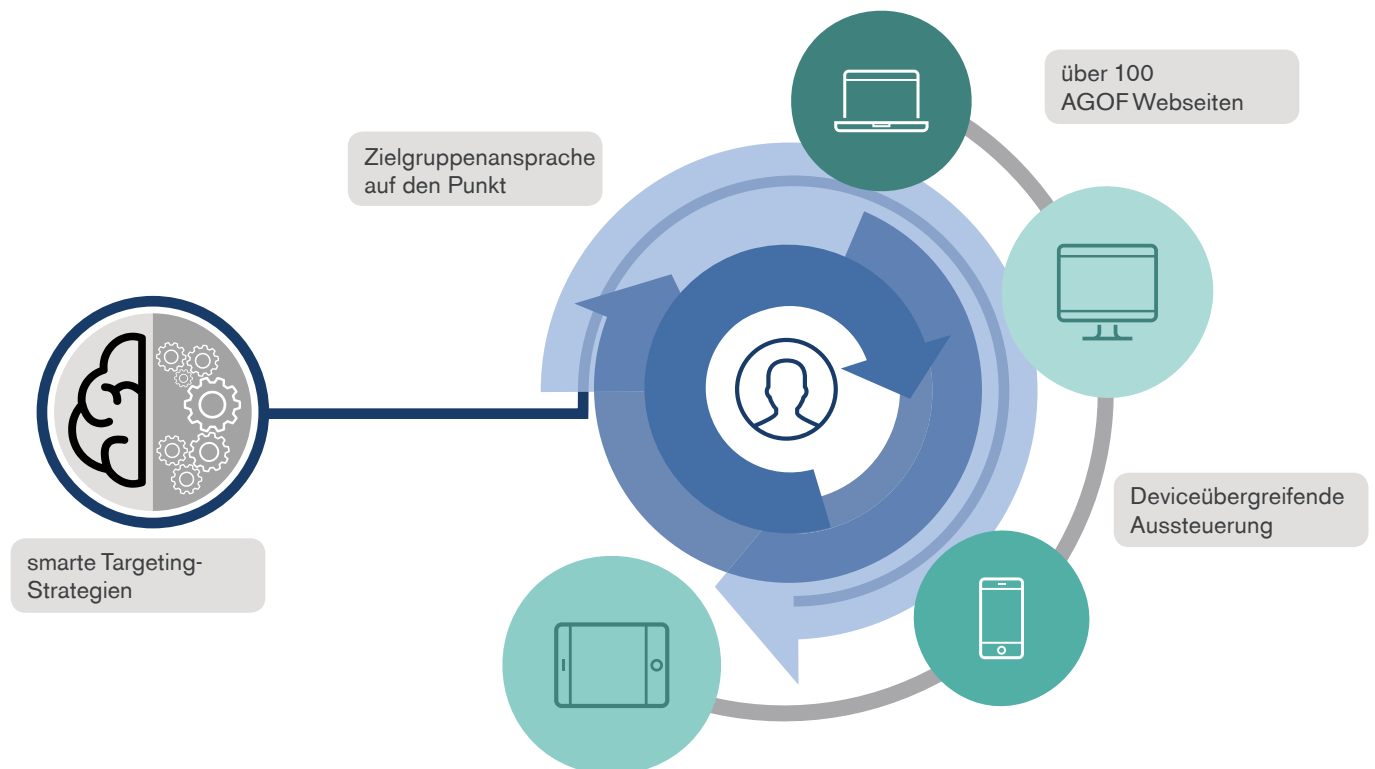 über 100
AGOF Webseiten
Zielgruppenansprache
auf den Punkt
Deviceübergreifende
Aussteuerung
smarte Targeting-
Strategien